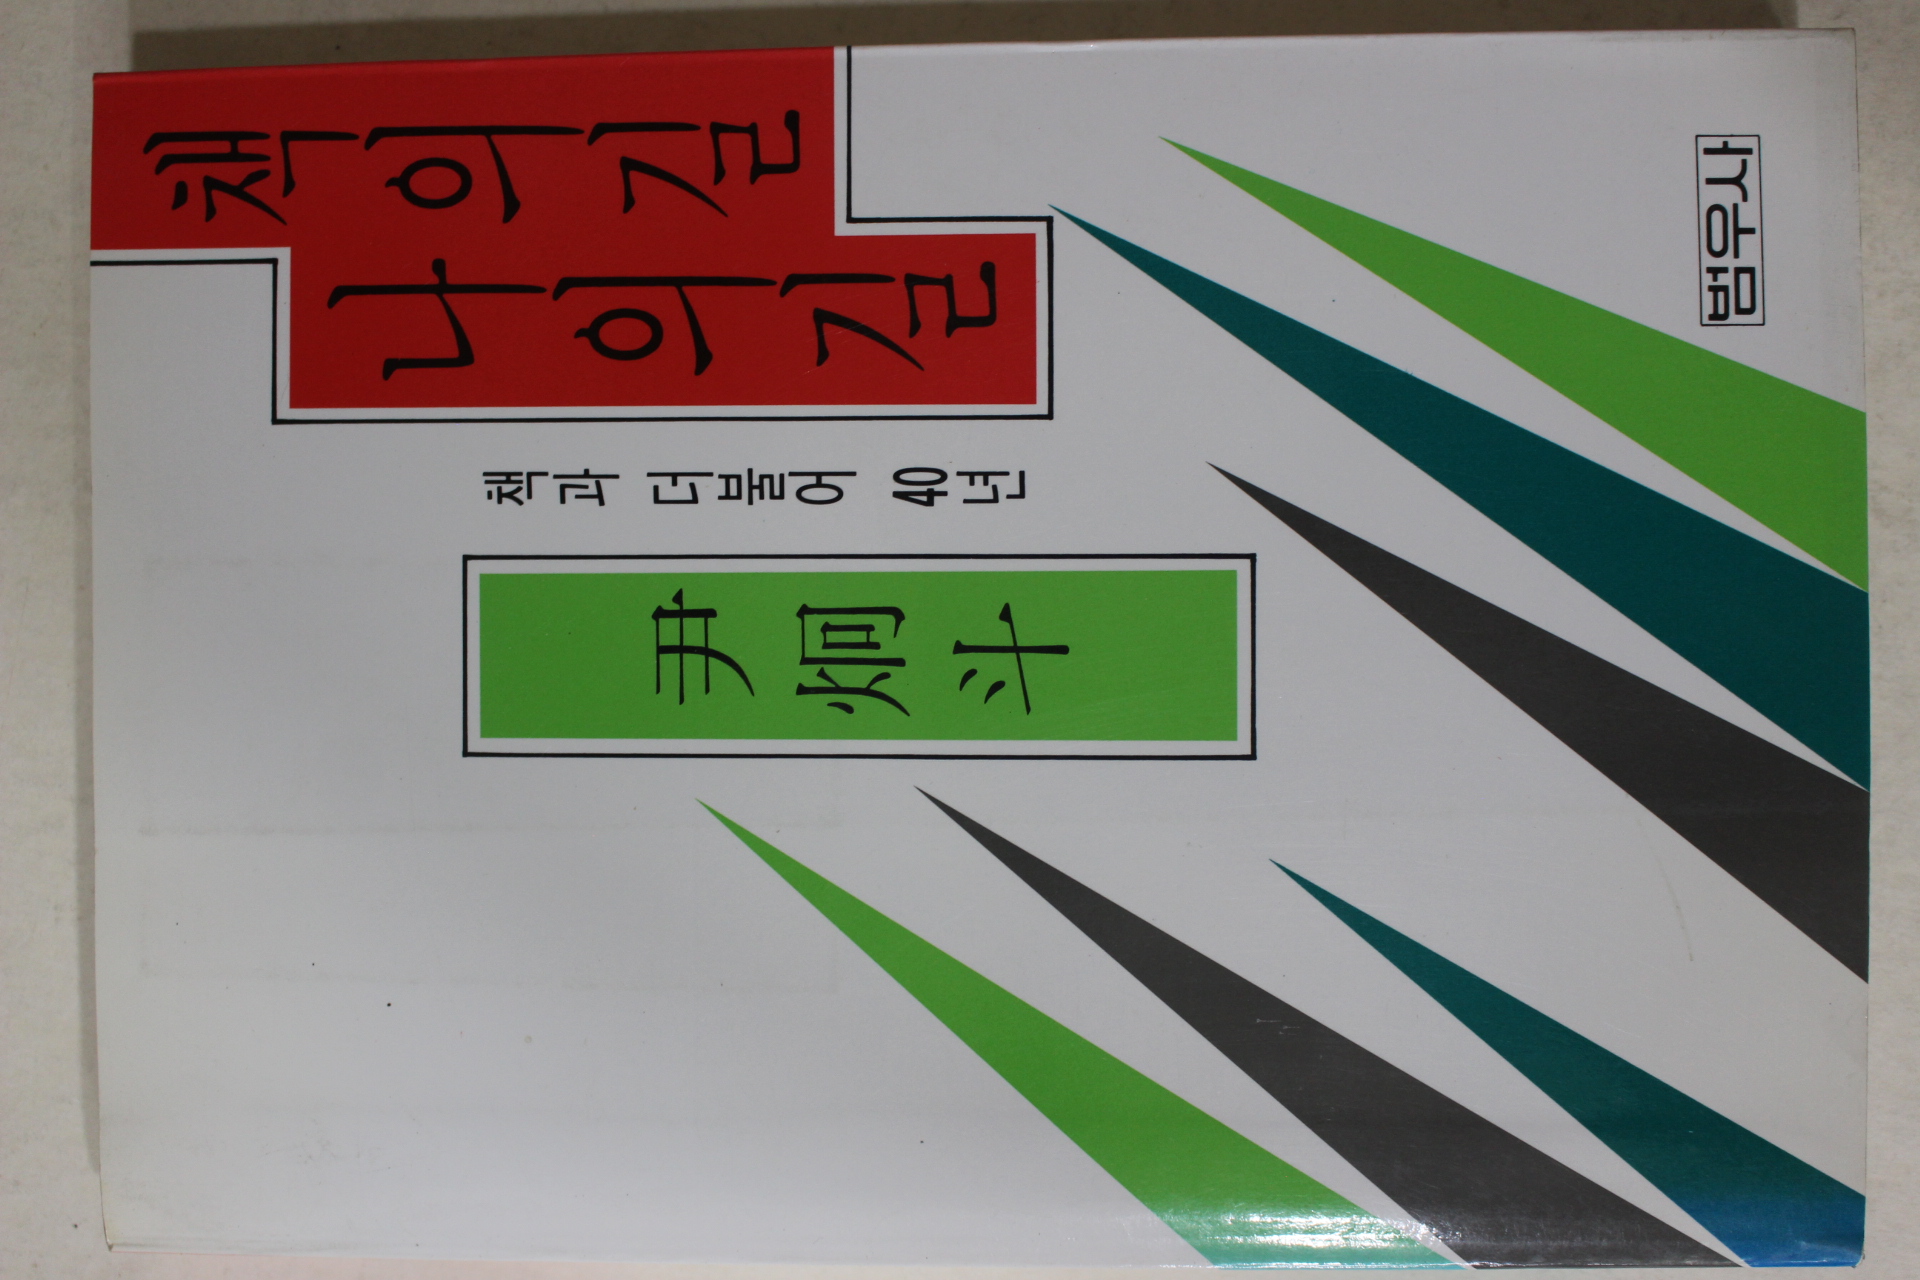 책의길
나의길
책과 더불어 40년
尹炯斗
범우사